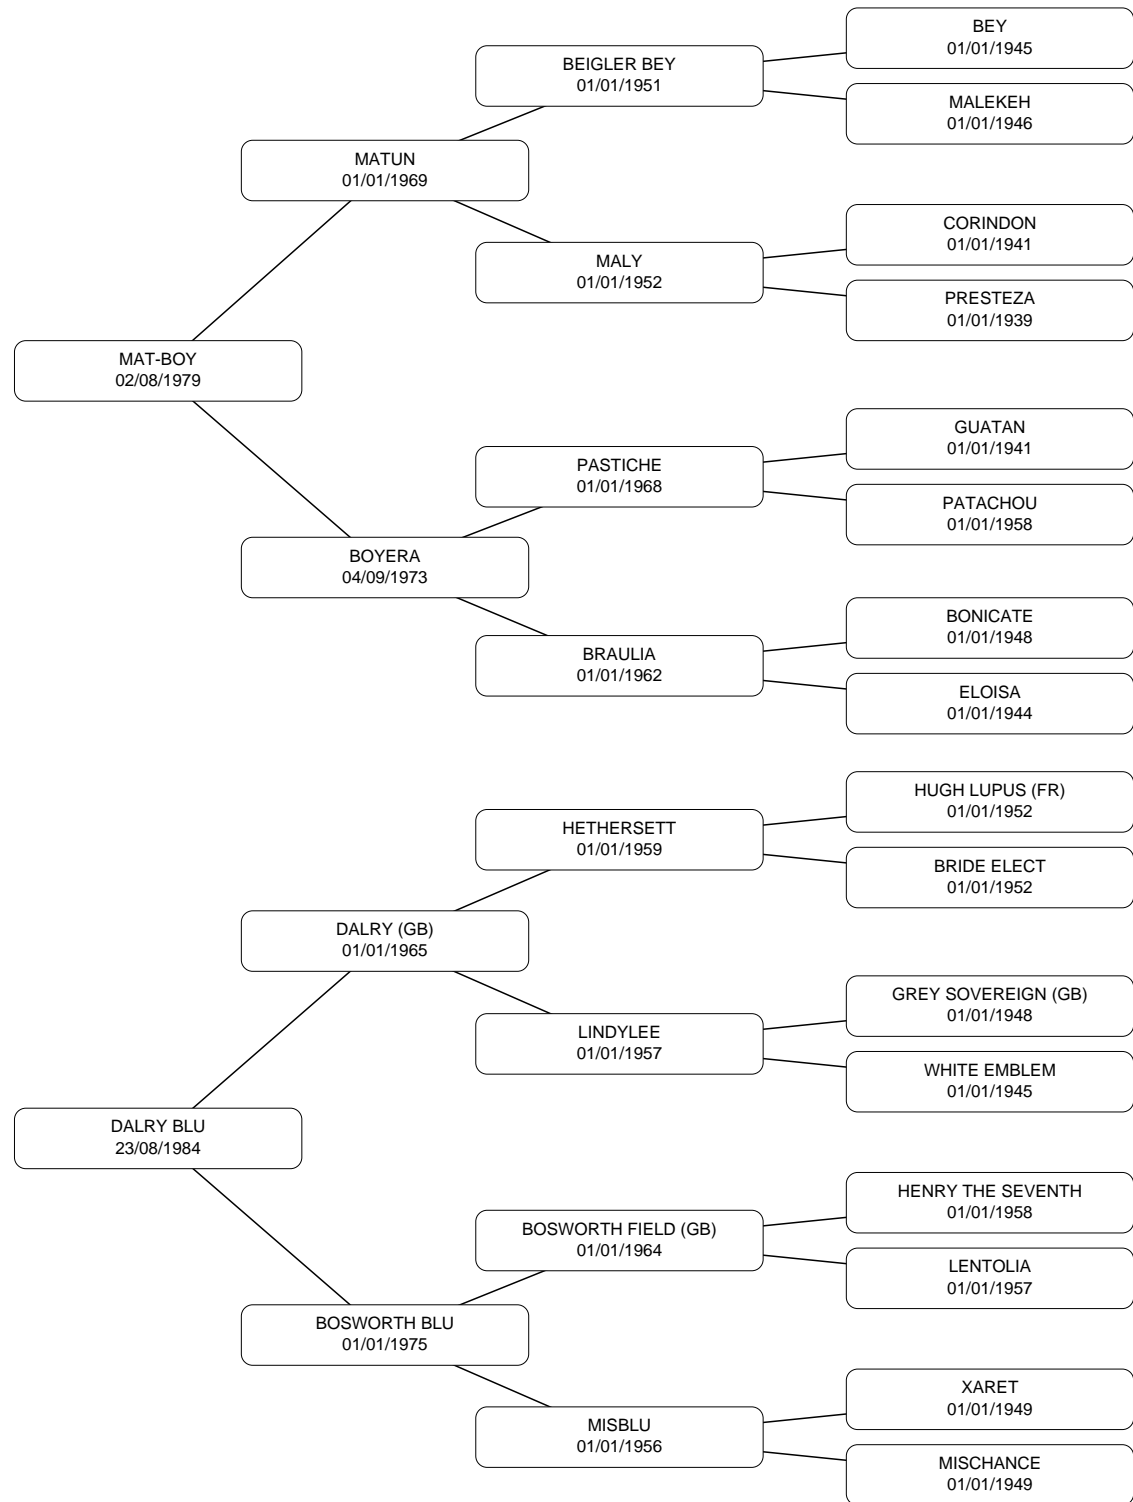 BEY
01/01/1945
BEIGLER BEY
01/01/1951
MALEKEH
01/01/1946
MATUN
01/01/1969
CORINDON
01/01/1941
MALY
01/01/1952
PRESTEZA
01/01/1939
MAT-BOY
02/08/1979
GUATAN
01/01/1941
PASTICHE
01/01/1968
PATACHOU
01/01/1958
BOYERA
04/09/1973
BONICATE
01/01/1948
BRAULIA
01/01/1962
ELOISA
01/01/1944
HUGH LUPUS (FR)
01/01/1952
HETHERSETT
01/01/1959
BRIDE ELECT
01/01/1952
DALRY (GB)
01/01/1965
GREY SOVEREIGN (GB)
01/01/1948
LINDYLEE
01/01/1957
WHITE EMBLEM
01/01/1945
DALRY BLU
23/08/1984
HENRY THE SEVENTH
01/01/1958
BOSWORTH FIELD (GB)
01/01/1964
LENTOLIA
01/01/1957
BOSWORTH BLU
01/01/1975
XARET
01/01/1949
MISBLU
01/01/1956
MISCHANCE
01/01/1949